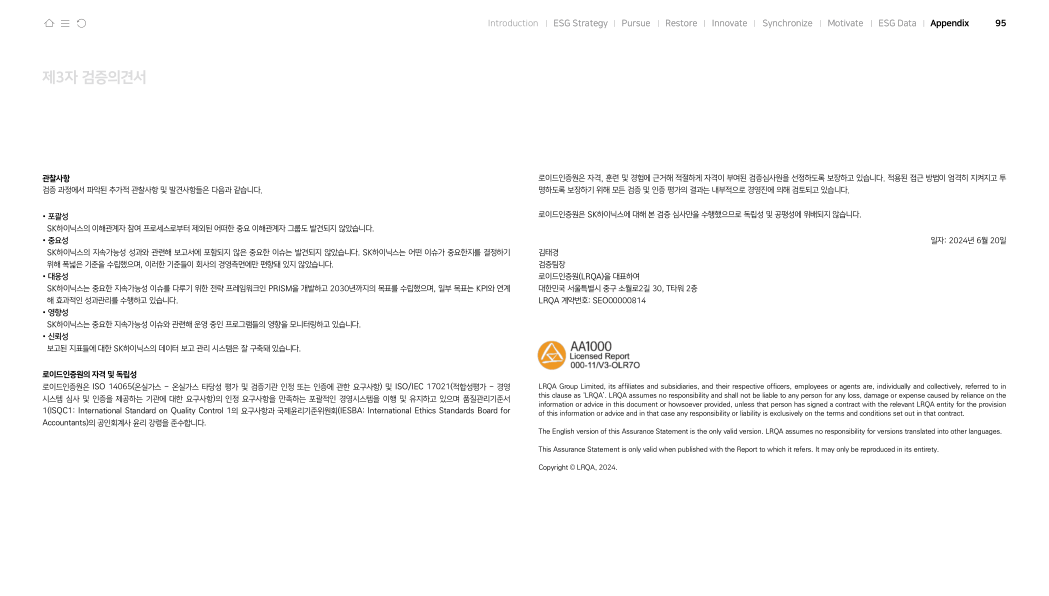 Introduction | ESG Strategy | Pursue | Restore | Innovate | Synchronize | Motivate | ESG Data | Appendix 95
제3자 검증의견서
관찰사항
검증 과정에서 파악된 추가적 관찰사항 및 발견사항들은 다음과 같습니다.
• 포괄성
SK하이닉스의 이해관계자 참여 프로세스로부터 제외된 어떠한 중요 이해관계자 그룹도 발견되지 않았습니다.
• 중요성
SK하이닉스의 지속가능성 성과와 관련해 보고서에 포함되지 않은 중요한 이슈는 발견되지 않았습니다. SK하이닉스는 어떤 이슈가 중요한지를 결정하기
위해 폭넓은 기준을 수립했으며, 이러한 기준들이 회사의 경영측면에만 편향돼 있지 않았습니다.
• 대응성
SK하이닉스는 중요한 지속가능성 이슈를 다루기 위한 전략 프레임워크인 PRISM을 개발하고 2030년까지의 목표를 수립했으며, 일부 목표는 KPI와 연계
해 효과적인 성과관리를 수행하고 있습니다.
• 영향성
SK하이닉스는 중요한 지속가능성 이슈와 관련해 운영 중인 프로그램들의 영향을 모니터링하고 있습니다.
• 신뢰성
보고된 지표들에 대한 SK하이닉스의 데이터 보고 관리 시스템은 잘 구축돼 있습니다.
로이드인증원의 자격 및 독립성
로이드인증원은 ISO 14065(온실가스 – 온실가스 타당성 평가 및 검증기관 인정 또는 인증에 관한 요구사항) 및 ISO/IEC 17021(적합성평가 – 경영
시스템 심사 및 인증을 제공하는 기관에 대한 요구사항)의 인정 요구사항을 만족하는 포괄적인 경영시스템을 이행 및 유지하고 있으며 품질관리기준서
1(ISQC1: International Standard on Quality Control 1의 요구사항과 국제윤리기준위원회(IESBA: International Ethics Standards Board for
Accountants)의 공인회계사 윤리 강령을 준수합니다.
로이드인증원은 자격, 훈련 및 경험에 근거해 적절하게 자격이 부여된 검증심사원을 선정하도록 보장하고 있습니다. 적용된 접근 방법이 엄격히 지켜지고 투
명하도록 보장하기 위해 모든 검증 및 인증 평가의 결과는 내부적으로 경영진에 의해 검토되고 있습니다.
로이드인증원은 SK하이닉스에 대해 본 검증 심사만을 수행했으므로 독립성 및 공평성에 위배되지 않습니다.
일자: 2024년 6월 20일
김태경
검증팀장
로이드인증원(LRQA)을 대표하여
대한민국 서울특별시 중구 소월로2길 30, T타워 2층
LRQA 계약번호: SEO00000814
AA1000
Licensed Report
000-11/V3-OLR7O
LRQA Group Limited, its affiliates and subsidiaries, and their respective officers, employees or agents are, individually and collectively, referred to in
this clause as 'LRQA'. LRQA assumes no responsibility and shall not be liable to any person for any loss, damage or expense caused by reliance on the
information or advice in this document or howsoever provided, unless that person has signed a contract with the relevant LRQA entity for the provision
of this information or advice and in that case any responsibility or liability is exclusively on the terms and conditions set out in that contract.
The English version of this Assurance Statement is the only valid version. LRQA assumes no responsibility for versions translated into other languages.
This Assurance Statement is only valid when published with the Report to which it refers. It may only be reproduced in its entirety.
Copyright © LRQA, 2024.